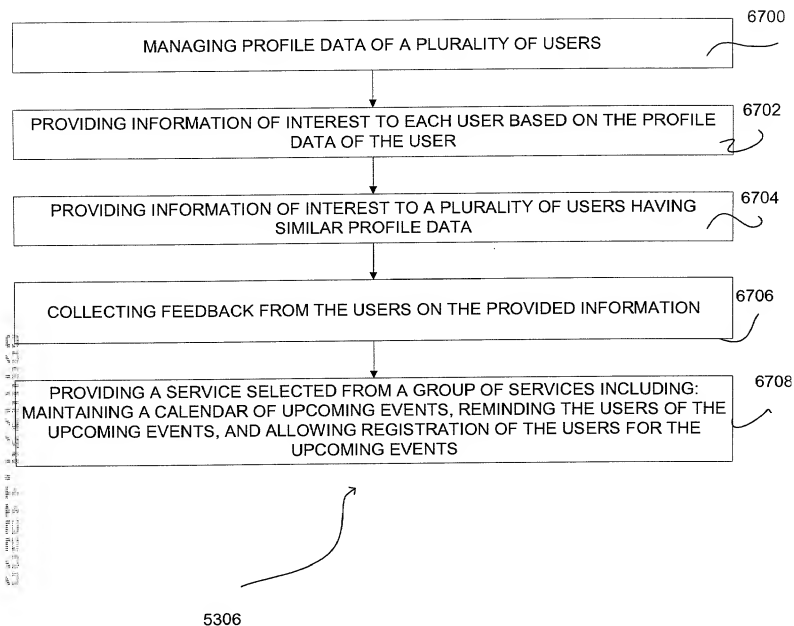 6700
MANAGING PROFILE DATA OF A PLURALITY OF USERS
6702
PROVIDING INFORMATION OF INTEREST TO EACH USER BASED ON THE PROFILE
DATA OF THE USER
6704
PROVIDING INFORMATION OF INTEREST TO A PLURALITY OF USERS HAVING
SIMILAR PROFILE DATA
6706
COLLECTING FEEDBACK FROM THE USERS ON THE PROVIDED INFORMATION
6708
PROVIDING A SERVICE SELECTED FROM A GROUP OF SERVICES INCLUDING:
MAINTAINING A CALENDAR OF UPCOMING EVENTS, REMINDING THE USERS OF THE
UPCOMING EVENTS, AND ALLOWING REGISTRATION OF THE USERS FOR THE
UPCOMING EVENTS
5306